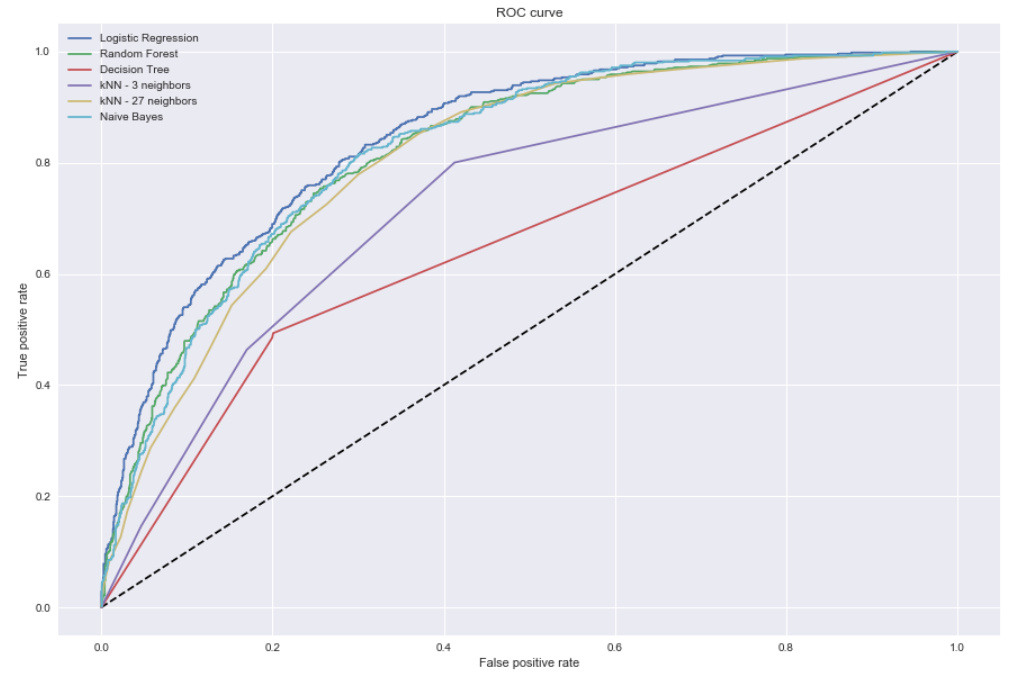 ROC curve
Logistic Regression
Random Forest
Decision Tree
kNN - 3 neighbors
kNN - 27 neighbors
Naive Bayes
1.0
0.8
0.6
0.4
0.2
0.0
True positive rate
0.0 0.2 0.4 0.6 0.8 1.0
False positive rate